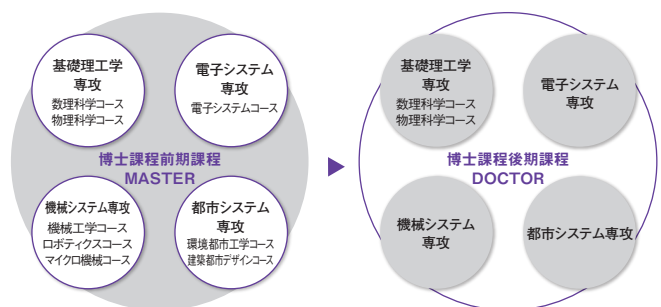 基礎理工学
専攻
数理科学コース
物理科学コース
電子システム
専攻
電子システムコース
博士課程前期課程
MASTER
機械システム専攻
機械工学コース
ロボティクスコース
マイクロ機械コース
都市システム
専攻
環境都市工学コース
建築都市デザインコース
基礎理工学
専攻
数理科学コース
物理科学コース
電子システム
専攻
博士課程後期課程
DOCTOR
機械システム
専攻
都市システム専攻